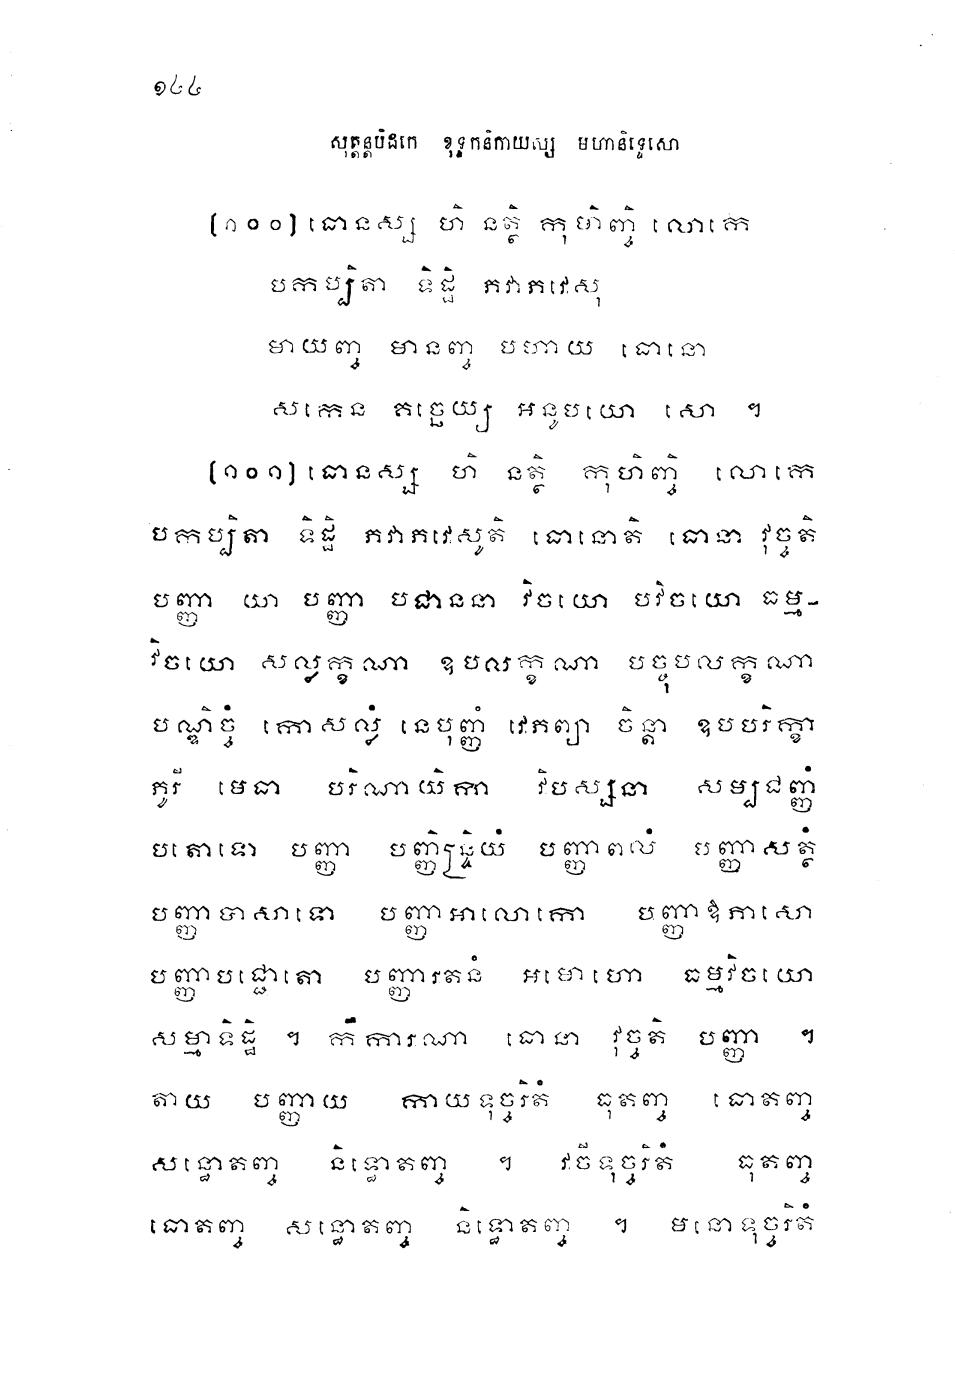 ១៤៤
សុត្តន្តបិដកេ ខុទ្ទកនិកាយស្ស មហានិទ្ទេសោ
[១០០] ធោនស្ស ហិ នត្ថិ កុហិញ្ចិ លោកេ
បកប្បិតា ទិដ្ឋិ ភវាភវេសុ
មាយញ្ច មានញ្ច បហាយ ធោនោ
សកេន គច្ឆេយ្យ អនូបយោ សោ ។
[១០១] ធោនស្ស ហិ នត្ថិ កុហិញ្ចិ លោកេ
បកប្បិតា ទិដ្ឋិ ភវាភវេសូតិ ធោនោតិ ធោនា វុច្ចតិ
បញ្ញា យា បញ្ញា បជាននា វិចយោ បវិចយោ ធម្ម-
វិចយោ សល្លក្ខណា ឧបលក្ខណា បច្ចុបលក្ខណា
បណ្ឌិច្ចំ កោសល្លំ នេបុញ្ញំ វេភព្យា ចិន្តា ឧបបរិក្ខា
ភូរី មេធា បរិណាយិកា វិបស្សនា សម្បជញ្ញំ
បតោទោ បញ្ញា បញ្ញិន្ទ្រិយំ បញ្ញាពលំ បញ្ញាសត្ថំ
បញ្ញាបាសាទោ បញ្ញាអាលោកោ បញ្ញាឱភាសោ
បញ្ញាបជ្ជោតោ បញ្ញារតនំ អមោហោ ធម្មវិចយោ
សម្មាទិដ្ឋិ ។ កឹការណា ធោនា វុច្ចតិ បញ្ញា ។
តាយ បញ្ញាយ កាយទុច្ចរិតំ ធុតញ្ច ធោតញ្ច
សន្ធោតញ្ច និទ្ធោតញ្ច ។ វចីទុច្ចរិតំ ធុតញ្ច
ធោតញ្ច សន្ធោតញ្ច និទ្ធោតញ្ច ។ មនោទុច្ចរិតំ